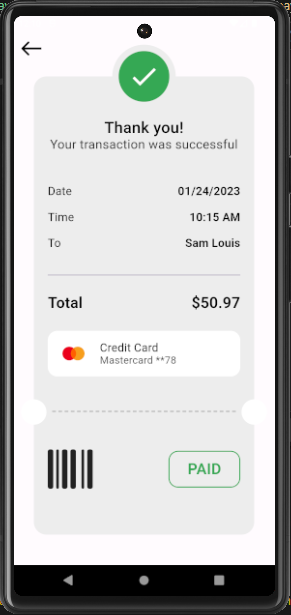 Thank you!
Your transaction was successful
Date 01/24/2023
Time 10:15 AM
To Sam Louis
Total $50.97
Credit Card
Mastercard **78
PAID